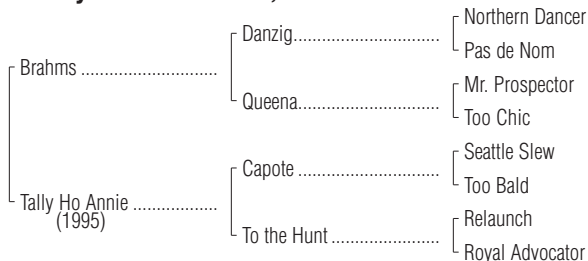 Northern Dancer
Danzig
Pas de Nom
Brahms
Mr. Prospector
Queena
Too Chic
Seattle Slew
Capote
Too Bald
Tally Ho Annie
(1995)
Relaunch
To the Hunt
Royal Advocator